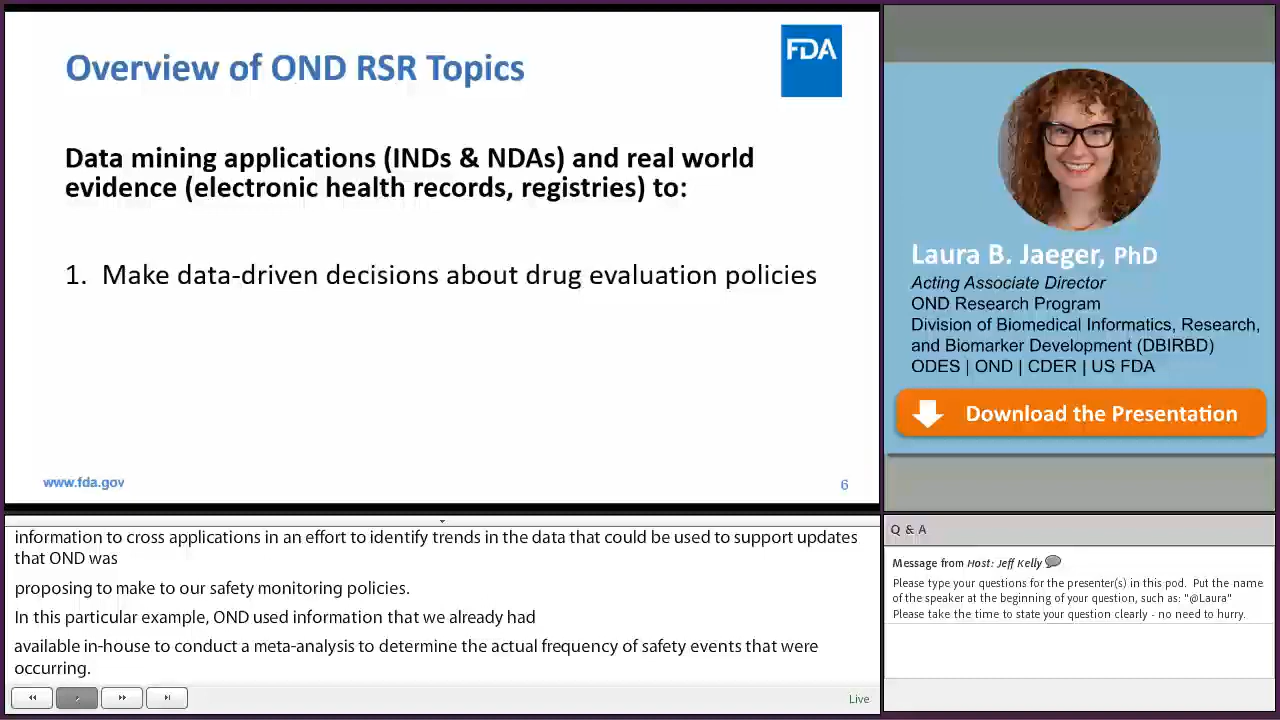 Overview of OND RSR Topics
FDA
Data mining applications (INDs & NDAs) and real world
evidence (electronic health records, registries) to:
1. Make data-driven decisions about drug evaluation policies
www.fda.gov
6
Laura B. Jaeger, PhD
Acting Associate Director
OND Research Program
Division of Biomedical Informatics, Research,
and Biomarker Development (DBIRBD)
ODES | OND | CDER | US FDA
Download the Presentation
information to cross applications in an effort to identify trends in the data that could be used to support updates
that OND was
proposing to make to our safety monitoring policies.
In this particular example, OND used information that we already had
available in-house to conduct a meta-analysis to determine the actual frequency of safety events that were
occurring.
Live
Q & A
Message from Host: Jeff Kelly
Please type your questions for the presenter(s) in this pod. Put the name
of the speaker at the beginning of your question, such as: "@Laura"
Please take the time to state your question clearly - no need to hurry.